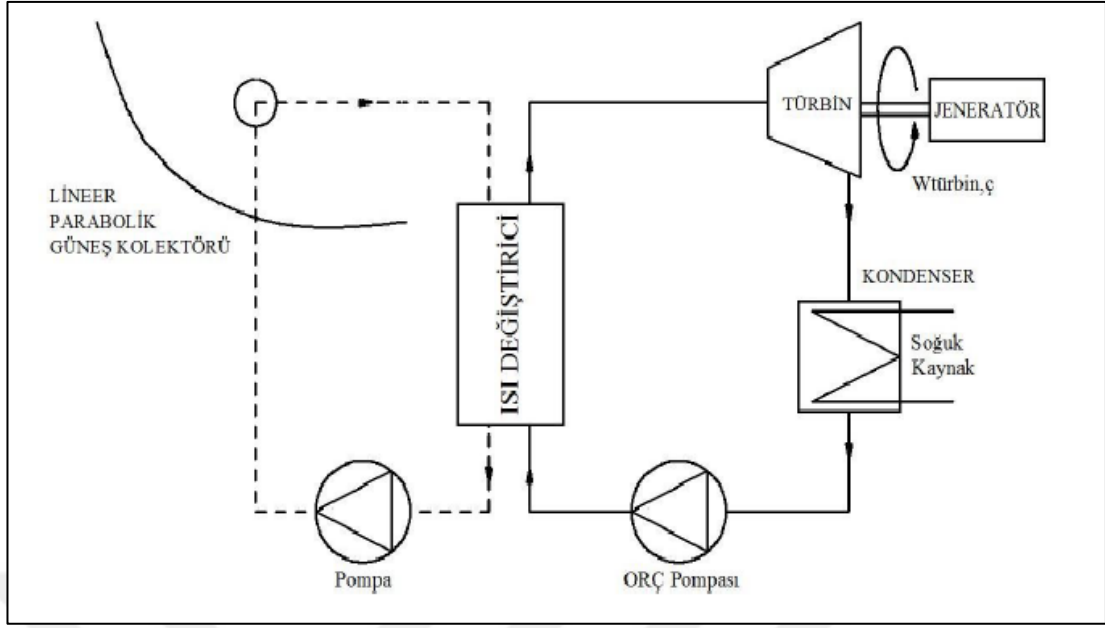 LİNEER
PARABOLİK
GÜNEŞ KOLEKTÖRÜ
ISI DEĞİŞTİRİCİ
TÜRBİN
JENERATÖR
Wtürbin,ç
KONDENSER
Soğuk
Kaynak
Pompa
ORÇ Pompası